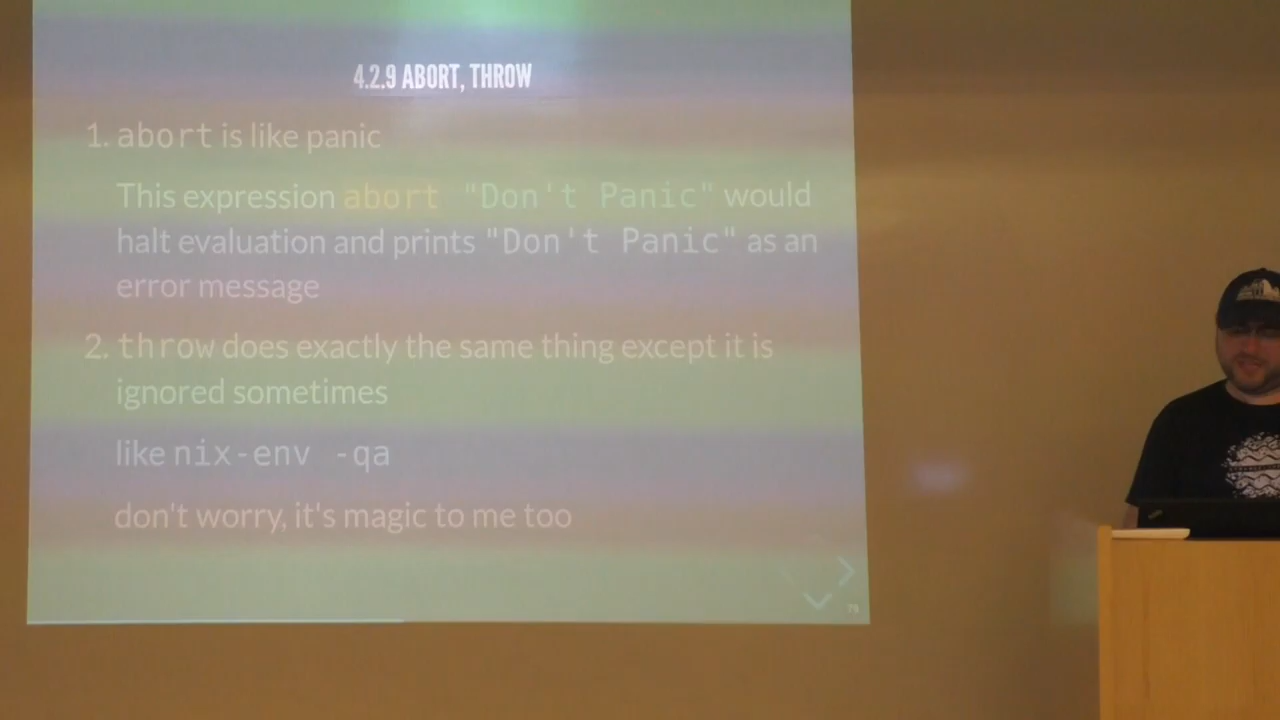 4.2.9 ABORT, THROW
1. abort is like panic
This expression abort "Don't Panic" would
halt evaluation and prints "Don't Panic" as an
error message
2. throw does exactly the same thing except it is
ignored sometimes
like nix-env -qa
don't worry, it's magic to me too